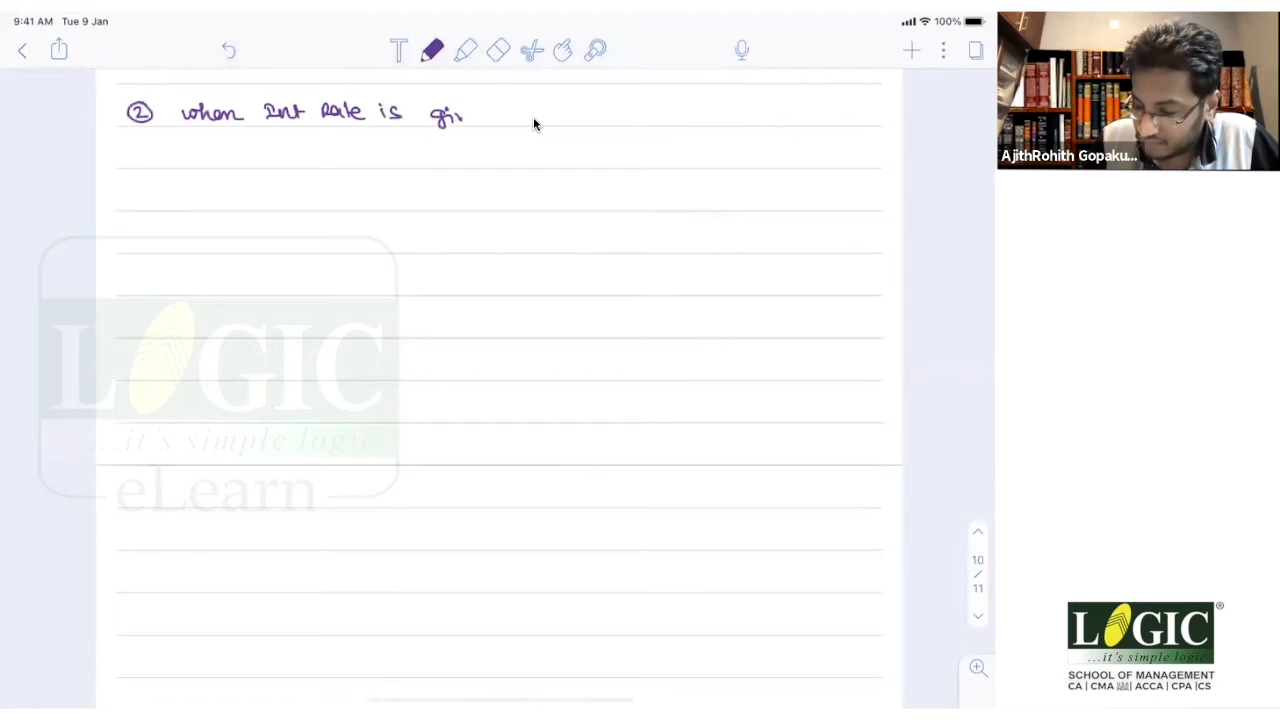 9:41 AM Tue 9 Jan
100%
② when Int Rate is giv
AjithRohith Gopaku...
LOGIC
...it's simple logic
eLearn
10
/
11
LOGIC®
...it's simple logic
SCHOOL OF MANAGEMENT
CA | CMA | ACCA | CPA | CS